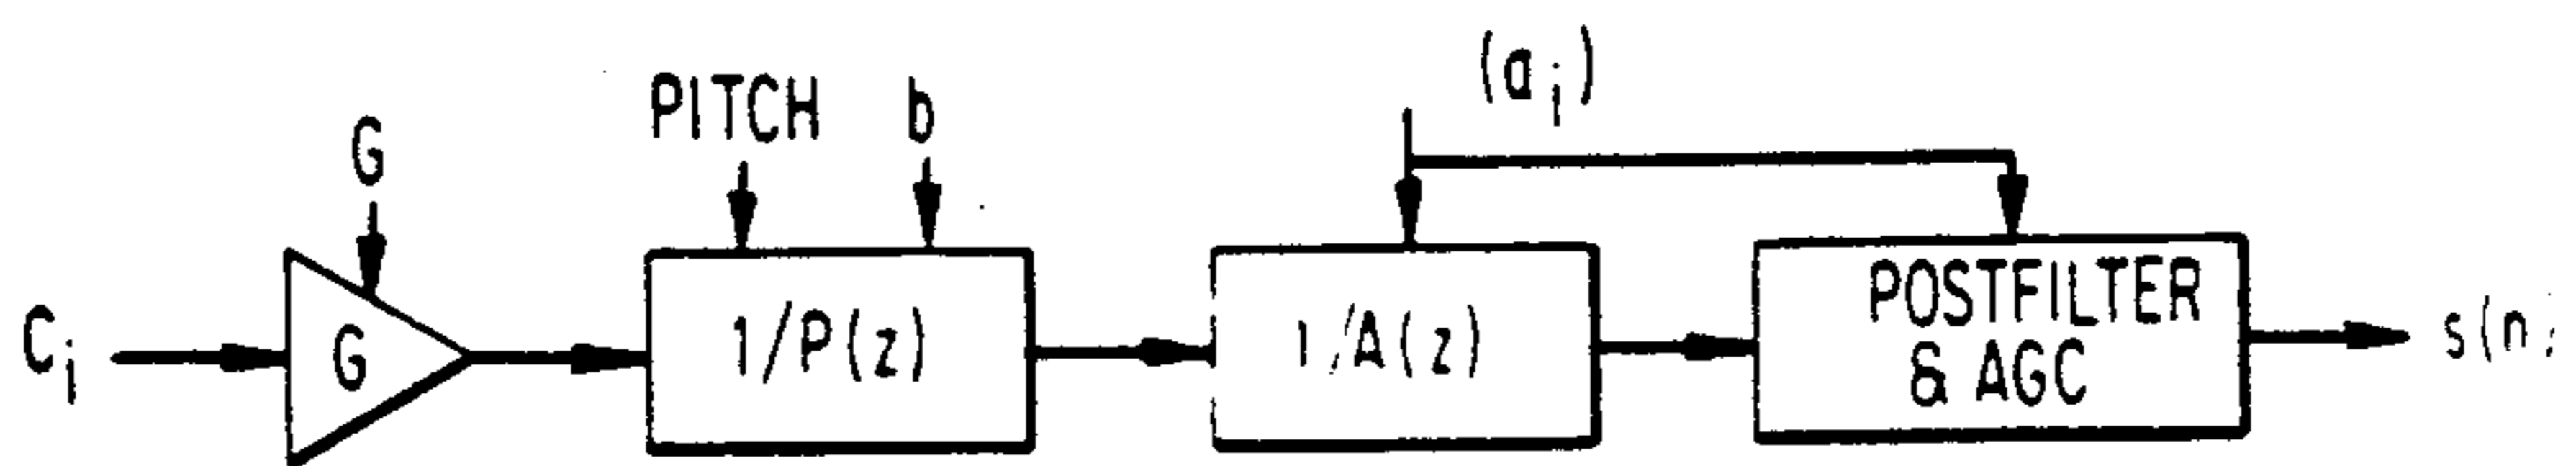 (a_i)
PITCH b
G
C_i G 1/P(z) 1/A(z) POSTFILTER
& AGC s(n)